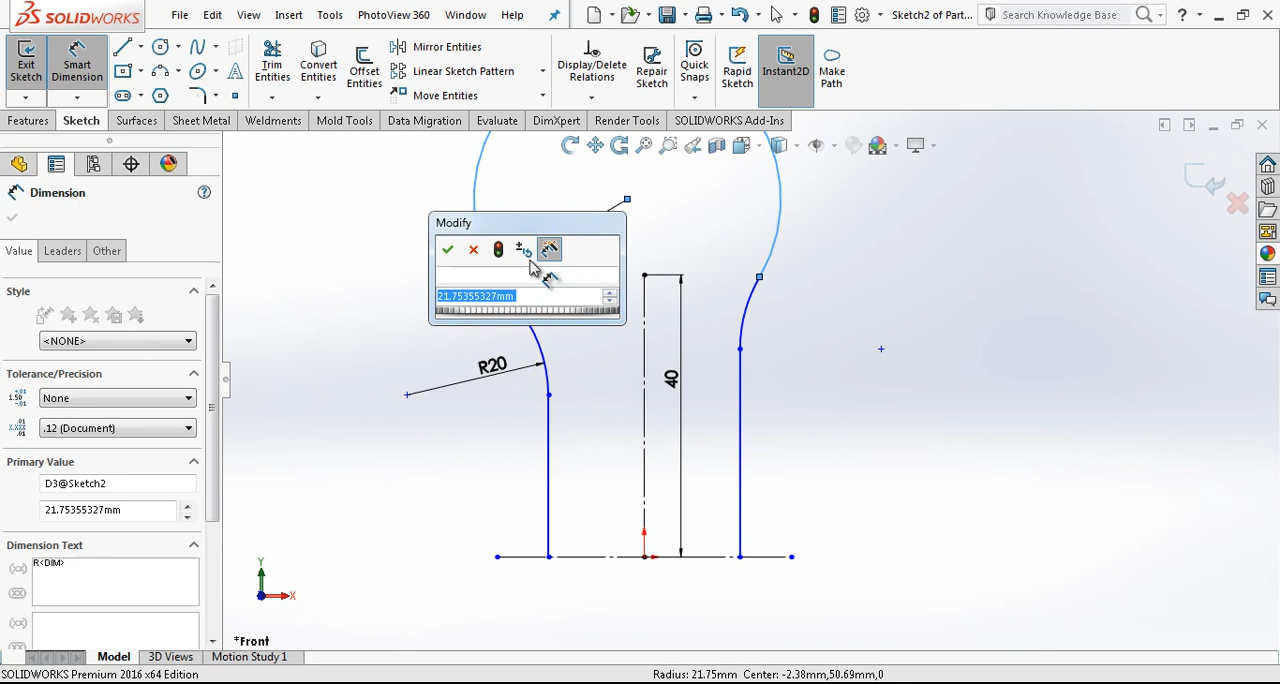 SOLIDWORKS
File Edit View Insert Tools PhotoView 360 Window Help
Sketch2 of Part...
Search Knowledge Base
Exit Sketch
Smart Dimension
Trim Entities
Convert Entities
Offset Entities
Mirror Entities
Linear Sketch Pattern
Move Entities
Display/Delete Relations
Repair Sketch
Quick Snaps
Rapid Sketch
Instant2D
Make Path
Features Sketch Surfaces Sheet Metal Weldments Mold Tools Data Migration Evaluate DimXpert Render Tools SOLIDWORKS Add-Ins
Dimension
Value Leaders Other
Style
<NONE>
Tolerance/Precision
None
.12 (Document)
Primary Value
D3@Sketch2
21.75355327mm
Dimension Text
R<DIM>
Modify
21.75355327mm
R20
40
Y
X
*Front
Model 3D Views Motion Study 1
SOLIDWORKS Premium 2016 x64 Edition
Radius: 21.75mm Center: -2.38mm,50.69mm,0